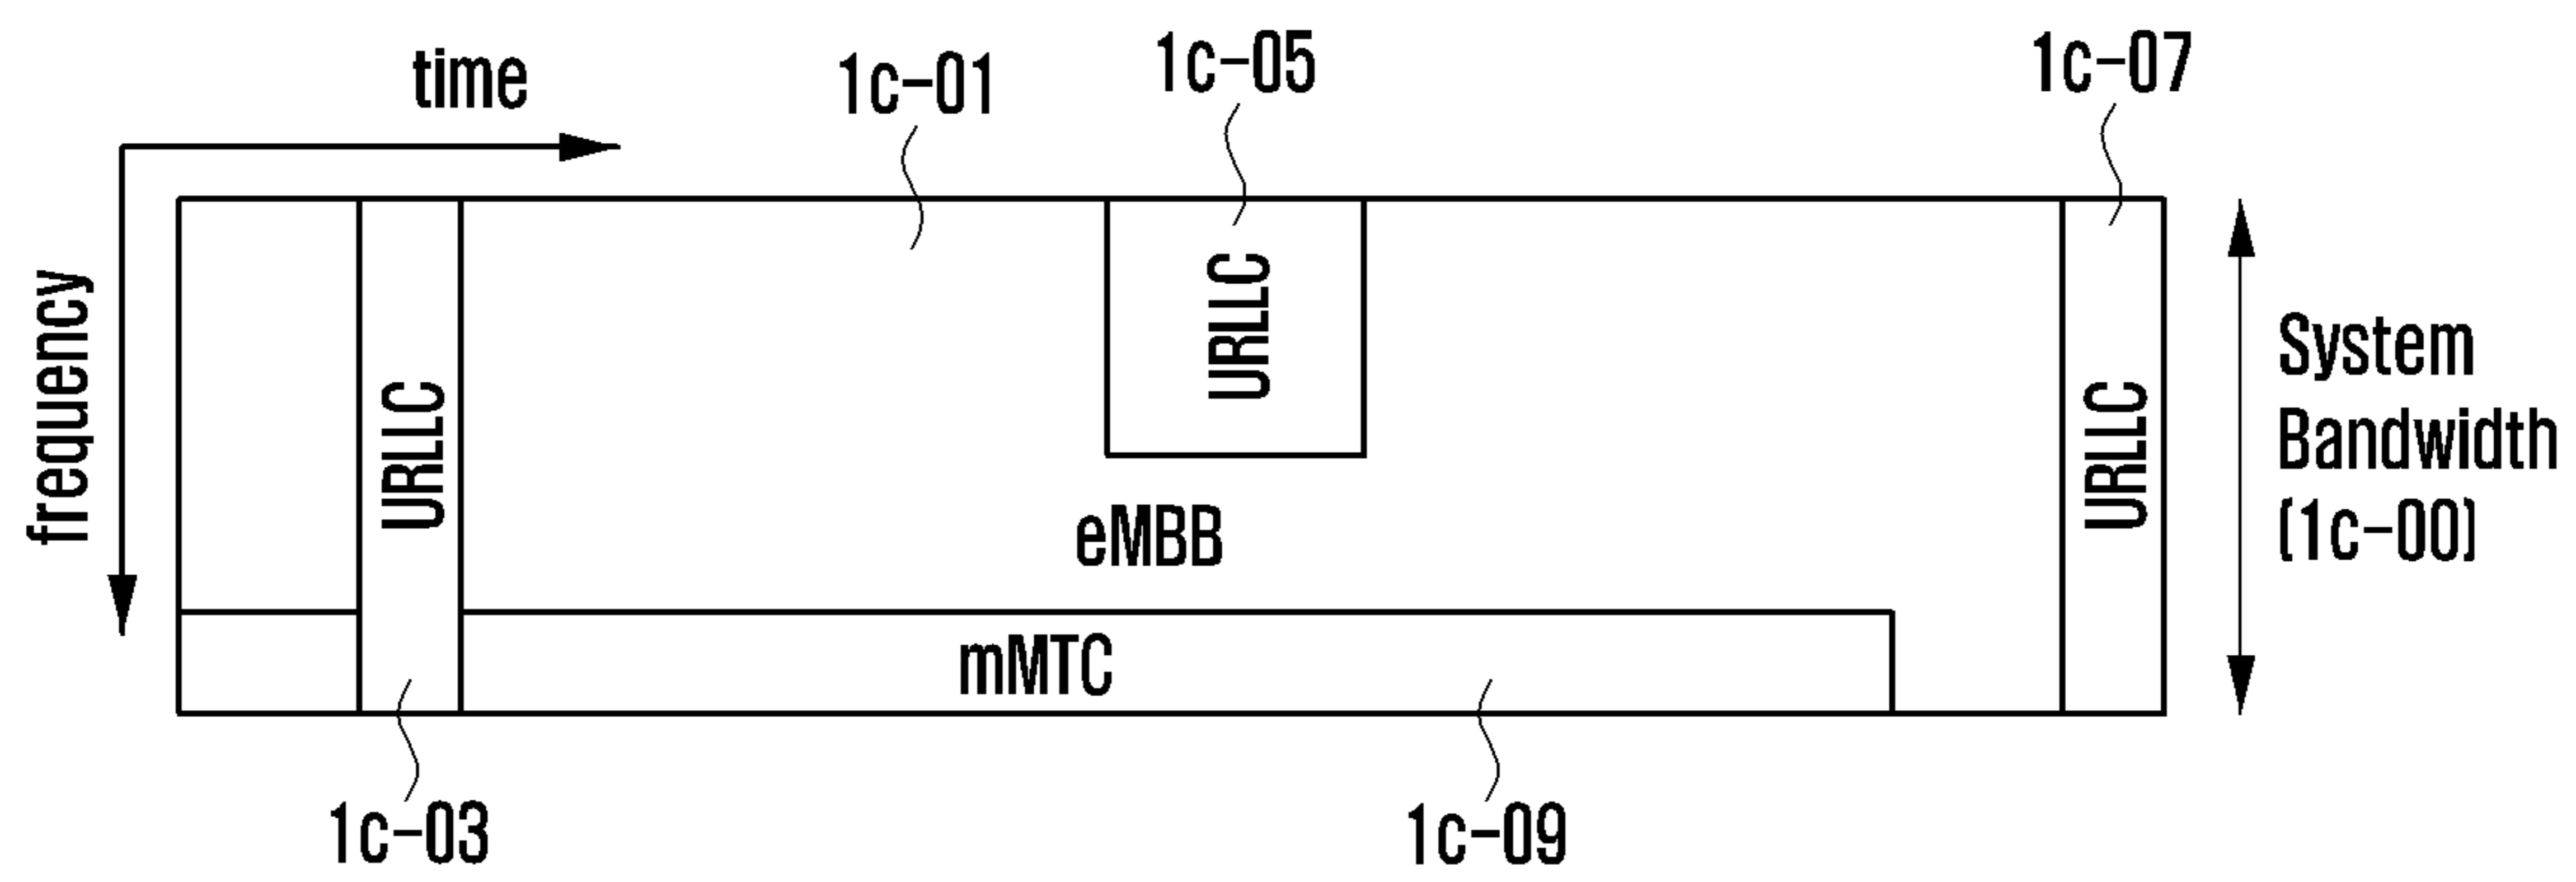 time
1c-01
1c-05
1c-07
frequency
URLLC
URLLC
URLLC
eMBB
mMTC
System
Bandwidth
(1c-00)
1c-03
1c-09